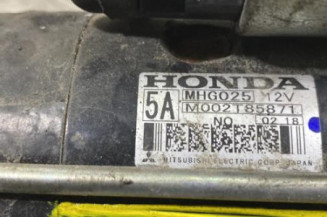 HONDA
5A MHG025 12V
M002T85871
NO. 02 18
MITSUBISHI ELECTRIC CORP. JAPAN